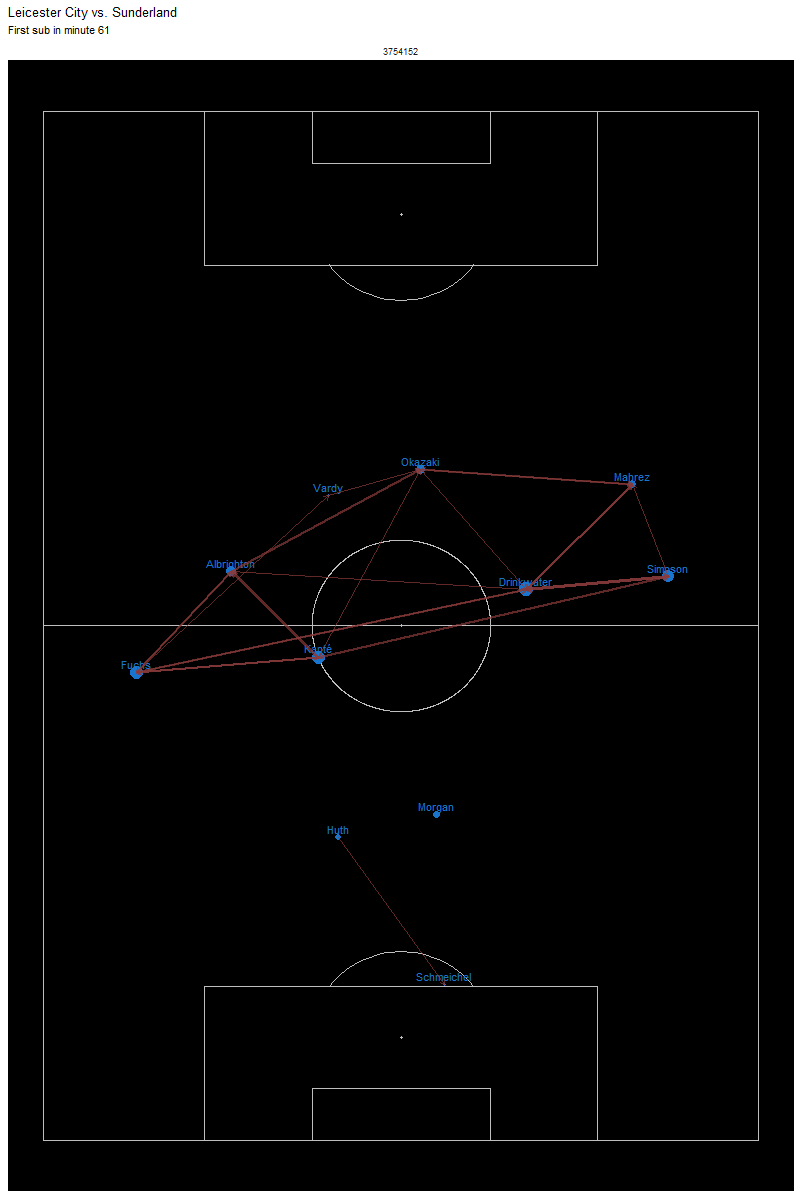 Leicester City vs. Sunderland
First sub in minute 61
3754152
Okazaki
Mahrez
Vardy
Albrighton
Simpson
Drinkwater
Kanté
Fuchs
Morgan
Huth
Schmeichel